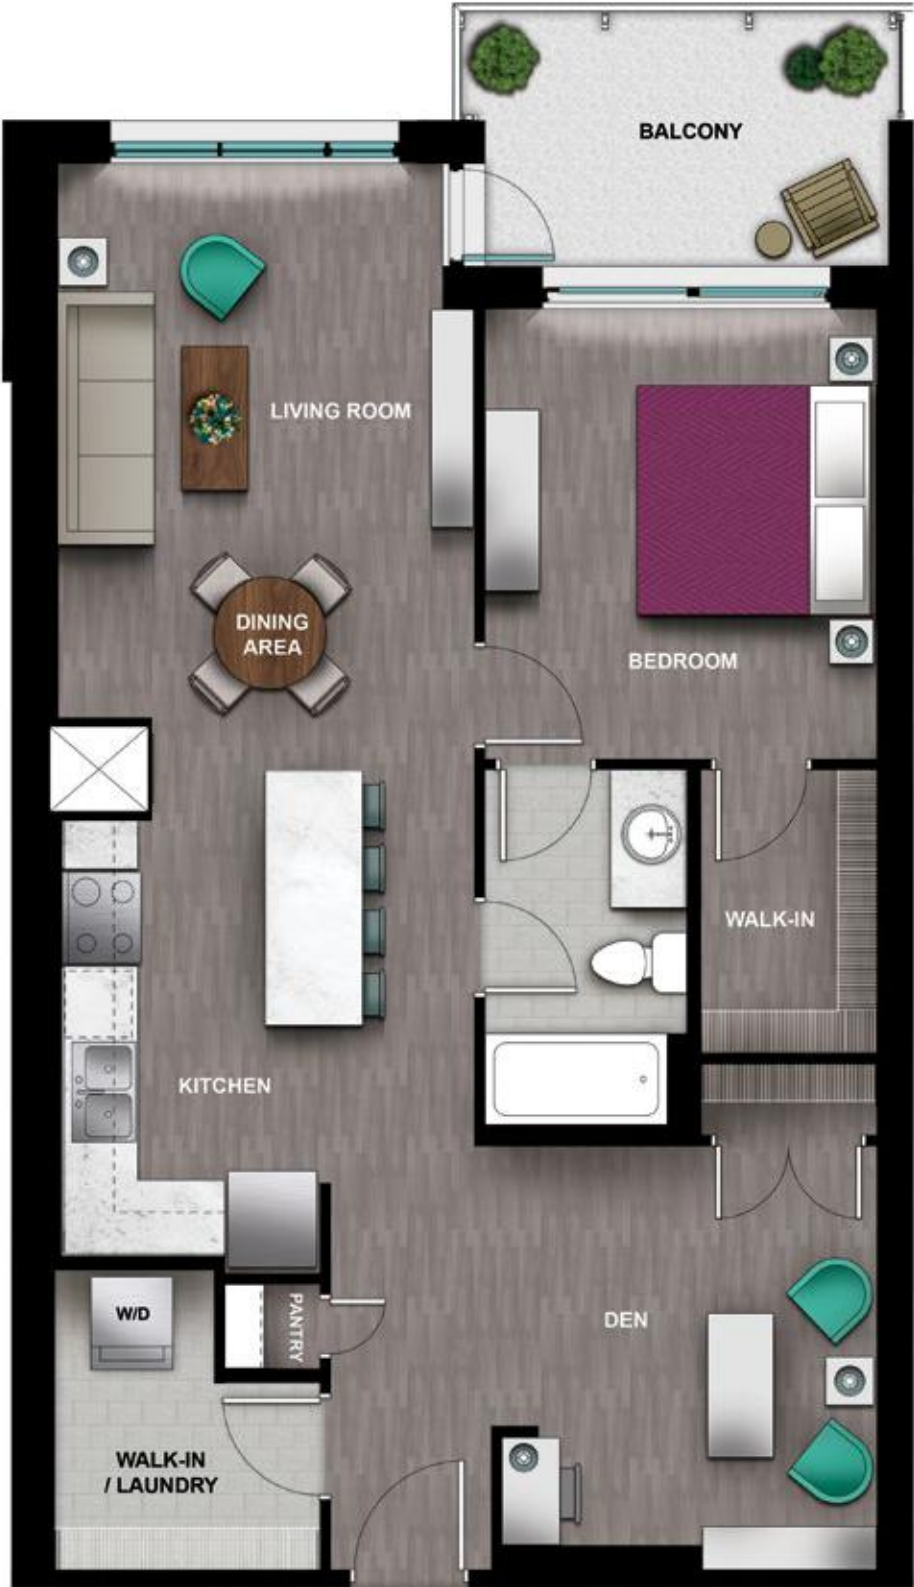 BALCONY
LIVING ROOM
DINING
AREA
BEDROOM
WALK-IN
KITCHEN
W/D
PANTRY
DEN
WALK-IN
/ LAUNDRY